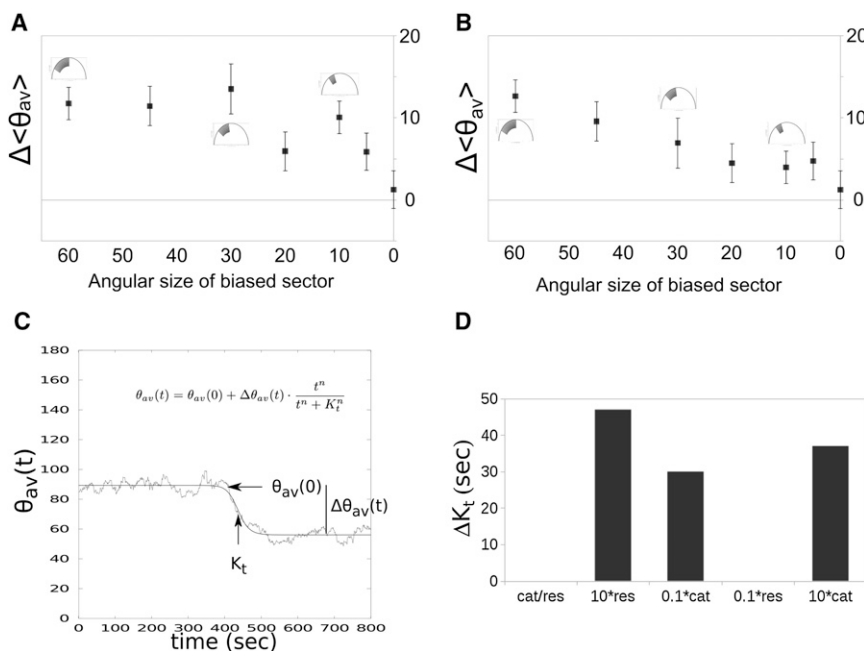 A
Δ<θav>
20
10
0
60 50 40 30 20 10 0
Angular size of biased sector
B
Δ<θav>
20
10
0
60 50 40 30 20 10 0
Angular size of biased sector
C
θav(t)
180
160
140
120
100
80
60
40
20
0
θav(t) = θav(0) + Δθav(t) · t^n / (t^n + K_t^n)
θav(0)
Δθav(t)
Kt
0 100 200 300 400 500 600 700 800
time (sec)
D
ΔKt (sec)
50
40
30
20
10
0
cat/res 10*res 0.1*cat 0.1*res 10*cat